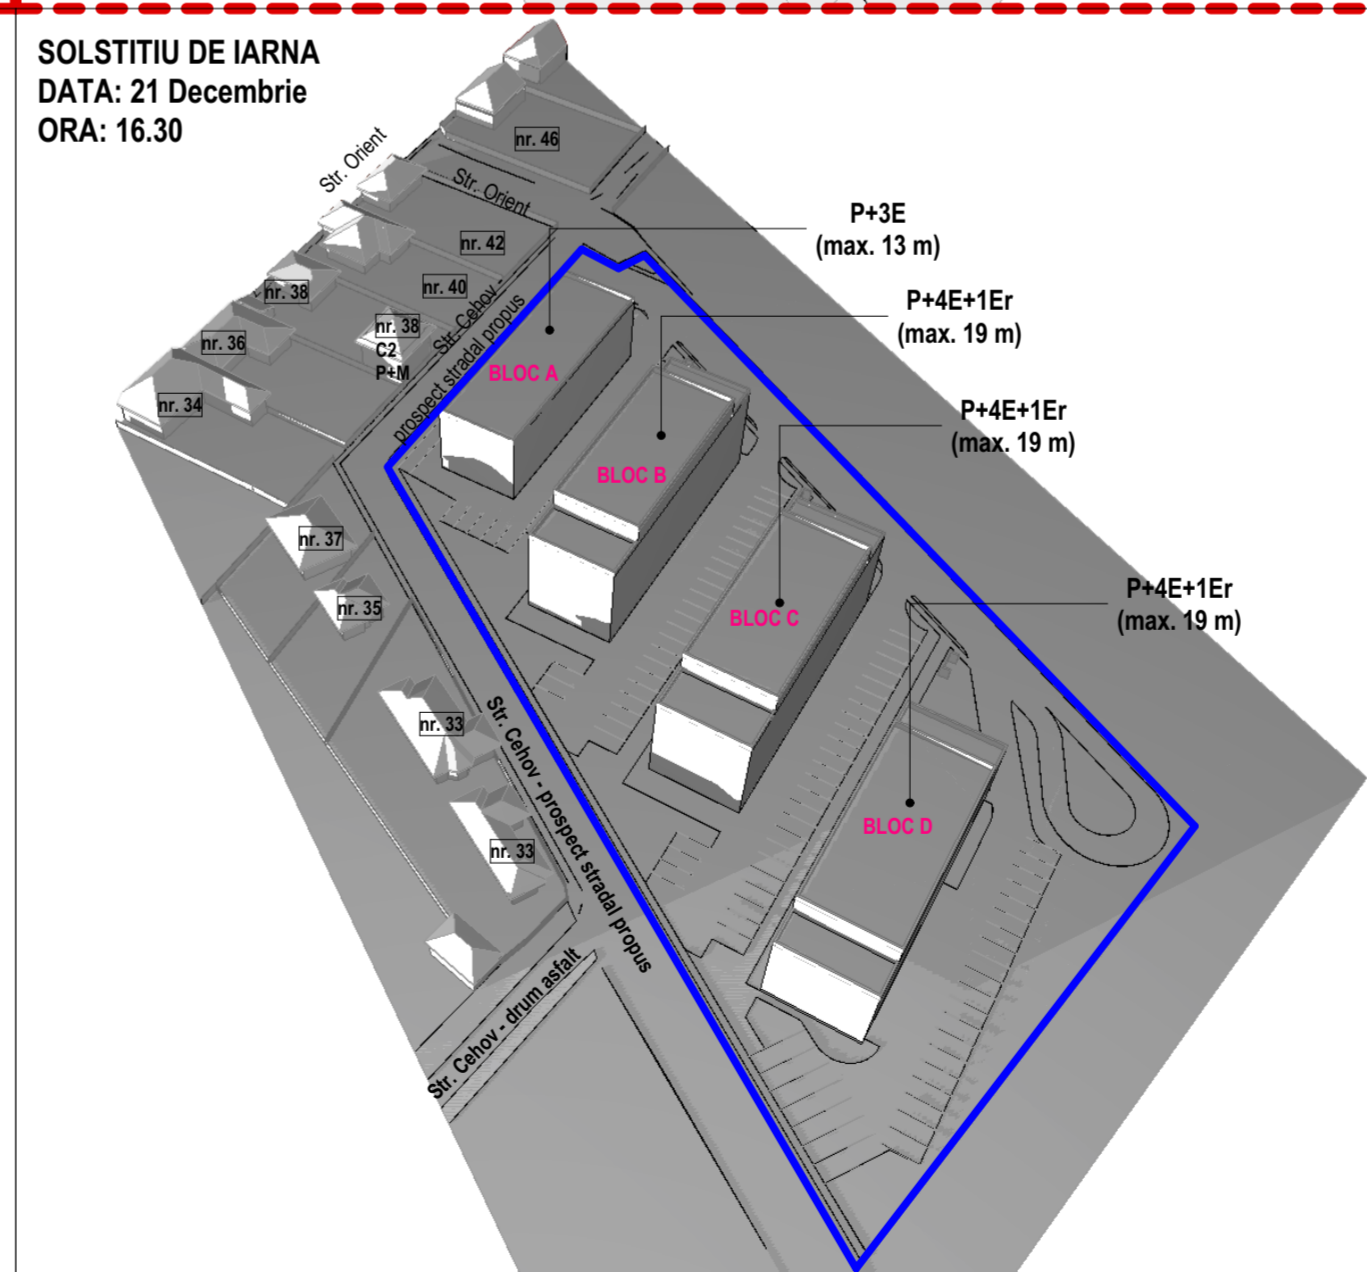 SOLSTITIU DE IARNA
DATA: 21 Decembrie
ORA: 16.30
nr. 46
Str. Orient
Str. Orient
P+3E
(max. 13 m)
nr. 42
nr. 40
nr. 38
nr. 38
C2
P+M
nr. 36
nr. 34
Str. Cehov -
prospect stradal propus
P+4E+1Er
(max. 19 m)
BLOC A
P+4E+1Er
(max. 19 m)
BLOC B
nr. 37
nr. 35
BLOC C
P+4E+1Er
(max. 19 m)
nr. 33
Str. Cehov - prospect stradal propus
nr. 33
BLOC D
Str. Cehov - drum asfalt